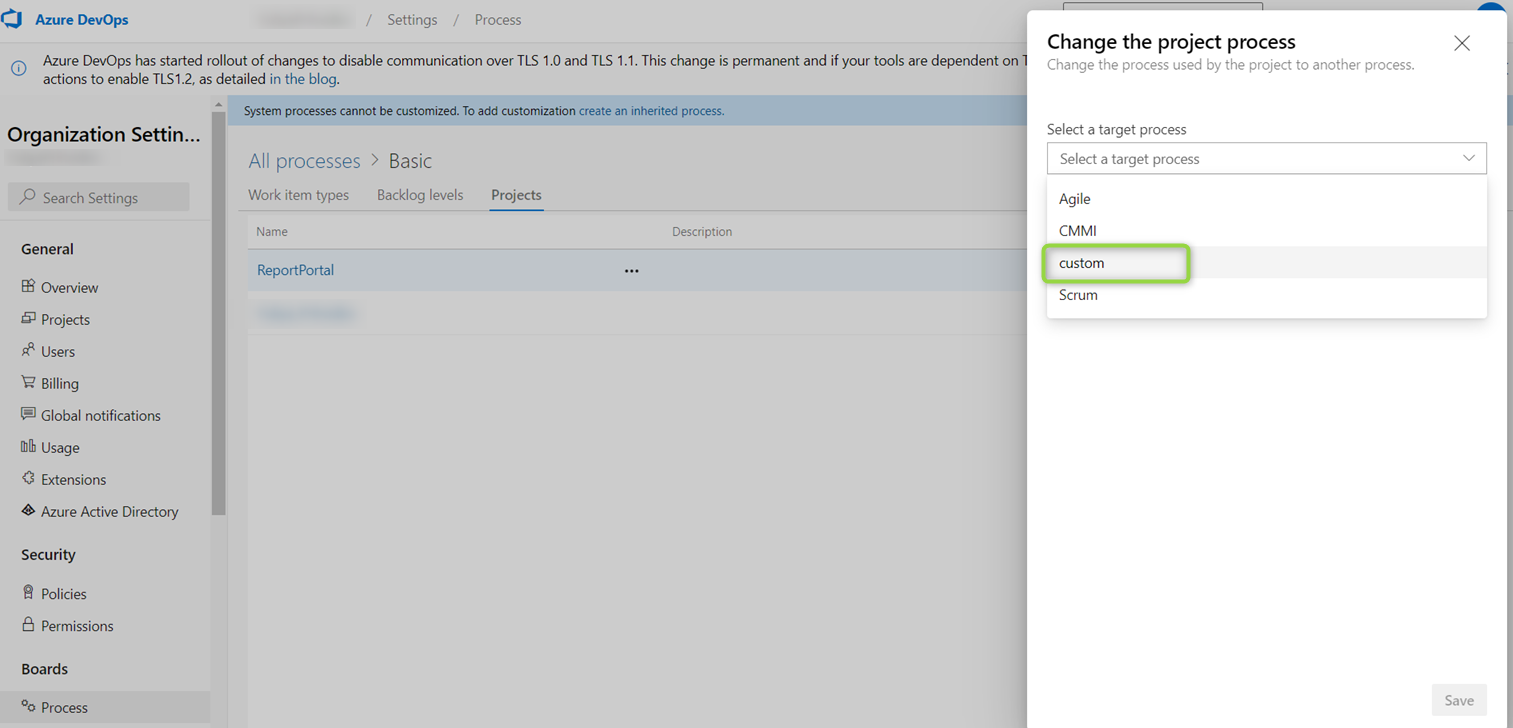 Azure DevOps
/ Settings / Process
Azure DevOps has started rollout of changes to disable communication over TLS 1.0 and TLS 1.1. This change is permanent and if your tools are dependent on
actions to enable TLS1.2, as detailed in the blog.
Organization Settin...
Search Settings
General
Overview
Projects
Users
Billing
Global notifications
Usage
Extensions
Azure Active Directory
Security
Policies
Permissions
Boards
Process
System processes cannot be customized. To add customization create an inherited process.
All processes > Basic
Work item types Backlog levels Projects
Name Description
ReportPortal ...
Change the project process
Change the process used by the project to another process.
Select a target process
Select a target process
Agile
CMMI
custom
Scrum
Save